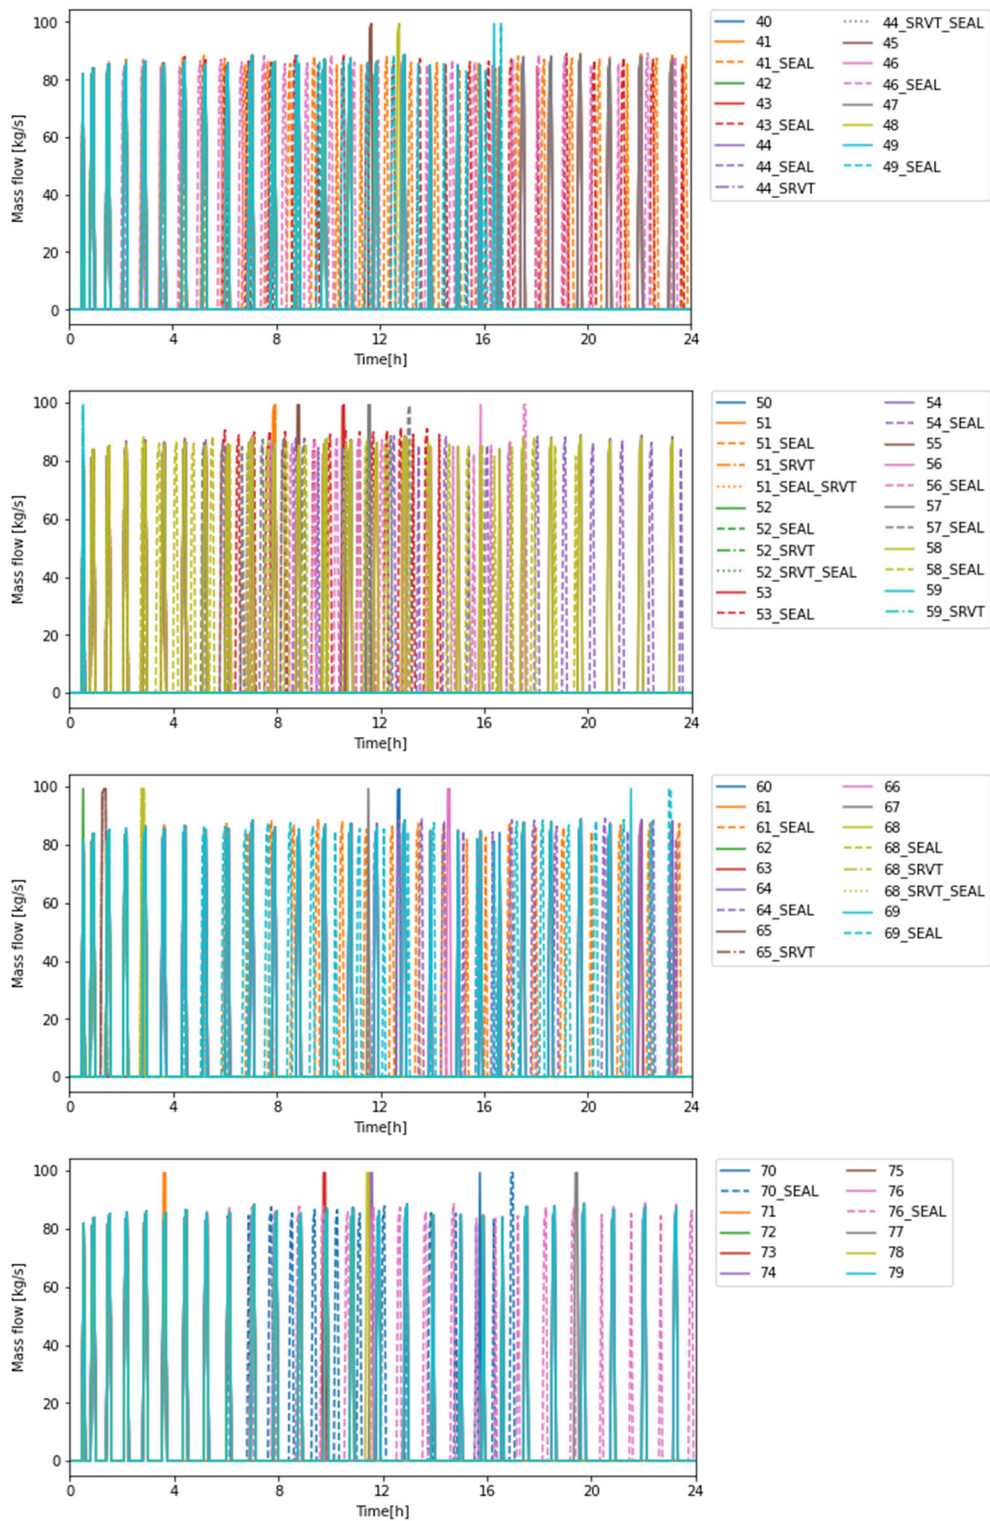 100
80
60
40
20
0
Mass flow [kg/s]
0 4 8 12 16 20 24
Time[h]
40
41
41_SEAL
42
43
43_SEAL
44
44_SEAL
44_SRVT
44_SRVT_SEAL
45
46
46_SEAL
47
48
49
49_SEAL
100
80
60
40
20
0
Mass flow [kg/s]
0 4 8 12 16 20 24
Time[h]
50
51
51_SEAL
51_SRVT
51_SEAL_SRVT
52
52_SEAL
52_SRVT
52_SRVT_SEAL
53
53_SEAL
54
54_SEAL
55
56
56_SEAL
57
57_SEAL
58
58_SEAL
59
59_SRVT
100
80
60
40
20
0
Mass flow [kg/s]
0 4 8 12 16 20 24
Time[h]
60
61
61_SEAL
62
63
64
64_SEAL
65
65_SRVT
66
67
68
68_SEAL
68_SRVT
68_SRVT_SEAL
69
69_SEAL
100
80
60
40
20
0
Mass flow [kg/s]
0 4 8 12 16 20 24
Time[h]
70
70_SEAL
71
72
73
74
75
76
76_SEAL
77
78
79